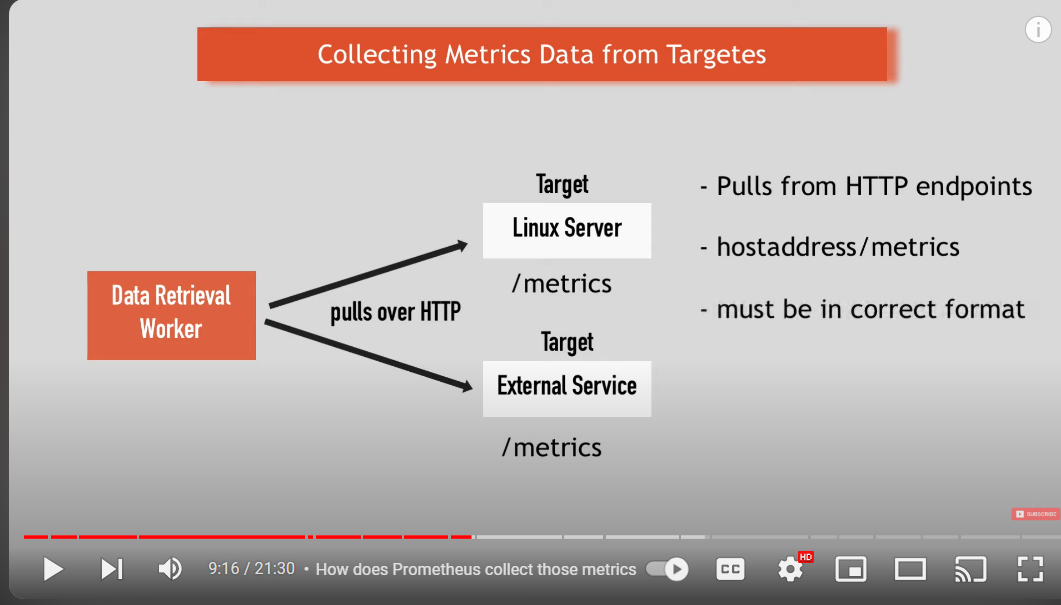 Collecting Metrics Data from Targetes
Target
Linux Server
/metrics
Data Retrieval
Worker
pulls over HTTP
Target
External Service
/metrics
- Pulls from HTTP endpoints
- hostaddress/metrics
- must be in correct format
SUBSCRIBE
9:16 / 21:30 • How does Prometheus collect those metrics
CC
HD